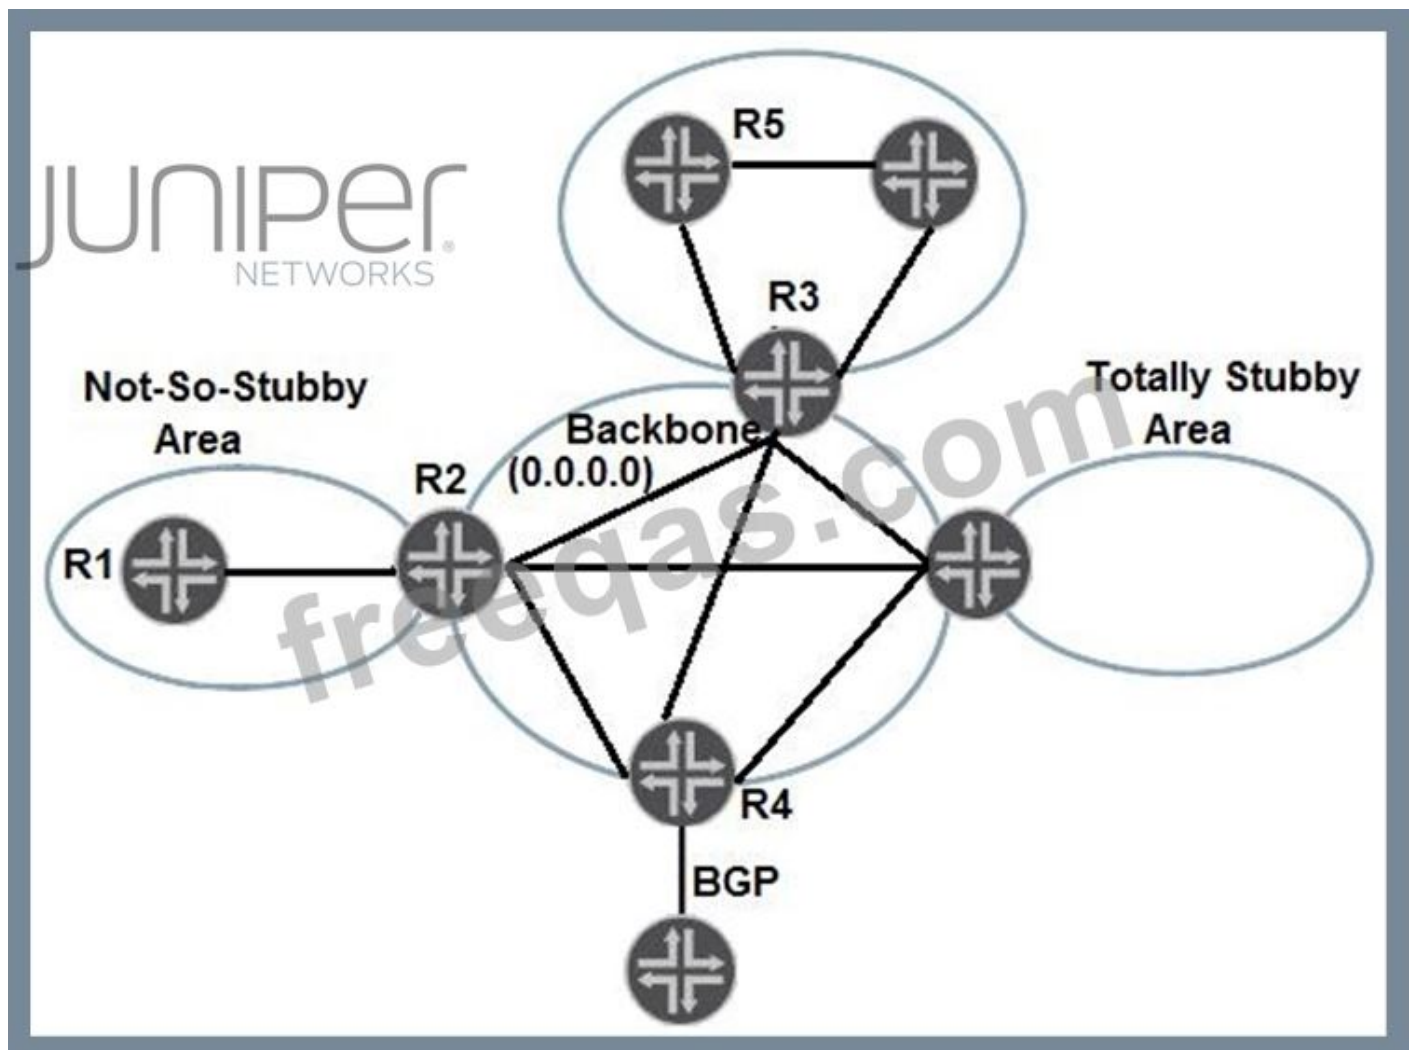 R5
JUNIPER
NETWORKS
R3
Not-So-Stubby
Area
Totally Stubby
Area
Backbone
(0.0.0.0)
R2
R1
freeqas.com
R4
BGP